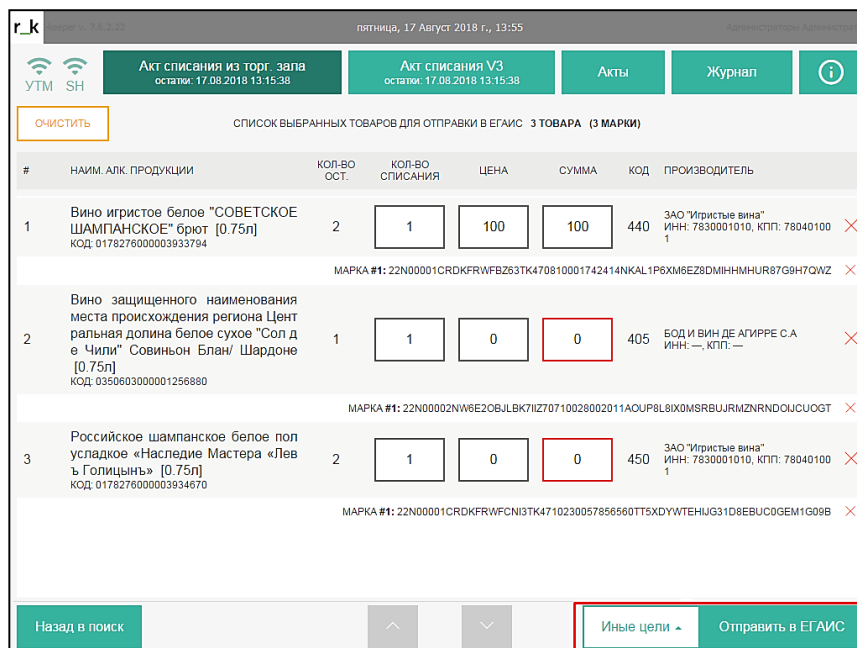 r_k
Keeper v. 7.6.2.22
пятница, 17 Август 2018 г., 13:55
УТМ SH
Акт списания из торг. зала
остатки: 17.08.2018 13:15:38
Акт списания V3
остатки: 17.08.2018 13:15:38
Акты
Журнал
ОЧИСТИТЬ
СПИСОК ВЫБРАННЫХ ТОВАРОВ ДЛЯ ОТПРАВКИ В ЕГАИС 3 ТОВАРА (3 МАРКИ)
# НАИМ. АЛК. ПРОДУКЦИИ КОЛ-ВО ОСТ. КОЛ-ВО СПИСАНИЯ ЦЕНА СУММА КОД ПРОИЗВОДИТЕЛЬ
1
Вино игристое белое "СОВЕТСКОЕ
ШАМПАНСКОЕ" брют [0.75л]
КОД: 0178276000003933794
2 1 100 100 440
ЗАО "Игристые вина"
ИНН: 7830001010, КПП: 78040100
1
МАРКА #1: 22N00001CRDKFRWFBZ63TK470810001742414NKAL1P6XM6EZ8DMIHHMHUR87G9H7QWZ
2
Вино защищенного наименования
места происхождения региона Цент
ральная долина белое сухое "Сол д
е Чили" Совиньон Блан/ Шардоне
[0.75л]
КОД: 0350603000001256880
1 1 0 0 405
БОД И ВИН ДЕ АГИРРЕ С.А
ИНН: —, КПП: —
МАРКА #1: 22N00002NW6E2OBJLBK7IIZ70710028002011AOUP8L8IX0MSRBUJRMZNRNDOIJCUOGT
3
Российское шампанское белое пол
усладкое «Наследие Мастера «Лев
ъ Голицынъ» [0.75л]
КОД: 0178276000003934670
2 1 0 0 450
ЗАО "Игристые вина"
ИНН: 7830001010, КПП: 78040100
1
МАРКА #1: 22N00001CRDKFRWFCNI3TK4710230057856560TT5XDYWTEHIJG31D8EBUC0GEM1G09B
Назад в поиск
Иные цели
Отправить в ЕГАИС